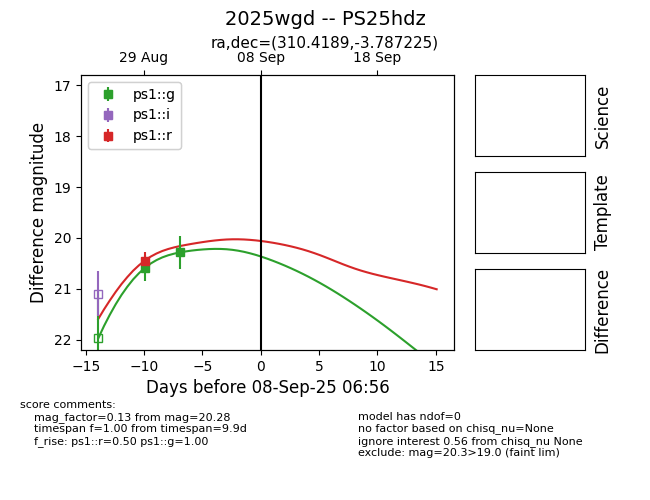 2025wgd -- PS25hdz
ra,dec=(310.4189,-3.787225)
29 Aug 08 Sep 18 Sep
17
18
19
20
21
22
Difference magnitude
ps1::g
ps1::i
ps1::r
−15 −10 −5 0 5 10 15
Days before 08-Sep-25 06:56
Science
Template
Difference
score comments:
mag_factor=0.13 from mag=20.28
timespan f=1.00 from timespan=9.9d
f_rise: ps1::r=0.50 ps1::g=1.00
model has ndof=0
no factor based on chisq_nu=None
ignore interest 0.56 from chisq_nu None
exclude: mag=20.3>19.0 (faint lim)